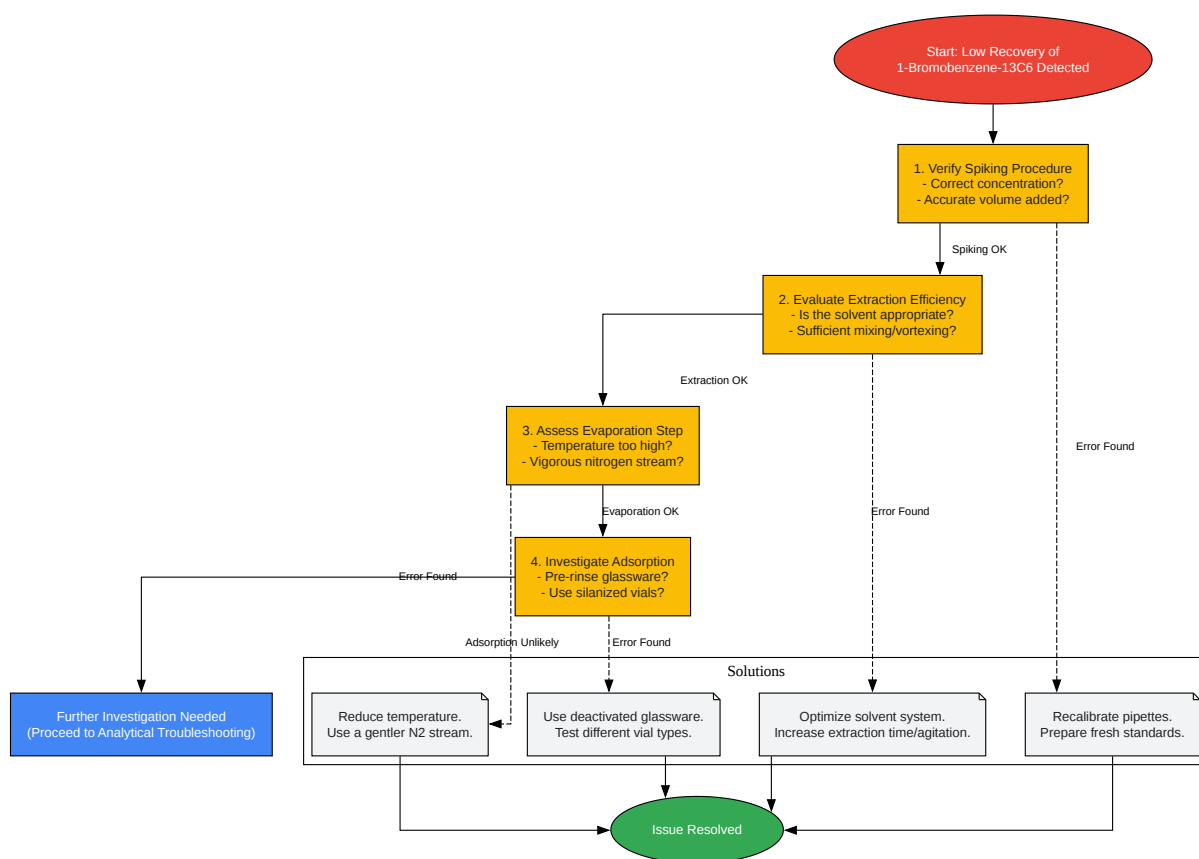 Start: Low Recovery of
1-Bromobenzene-13C6 Detected
1. Verify Spiking Procedure
- Correct concentration?
- Accurate volume added?
Spiking OK
2. Evaluate Extraction Efficiency
- Is the solvent appropriate?
- Sufficient mixing/vortexing?
Extraction OK
3. Assess Evaporation Step
- Temperature too high?
- Vigorous nitrogen stream?
Error Found
Evaporation OK
Error Found
4. Investigate Adsorption
- Pre-rinse glassware?
- Use silanized vials?
Error Found
Adsorption Unlikely
Error Found
Solutions
Further Investigation Needed
(Proceed to Analytical Troubleshooting)
Reduce temperature.
Use a gentler N2 stream.
Use deactivated glassware.
Test different vial types.
Optimize solvent system.
Increase extraction time/agitation.
Recalibrate pipettes.
Prepare fresh standards.
Issue Resolved